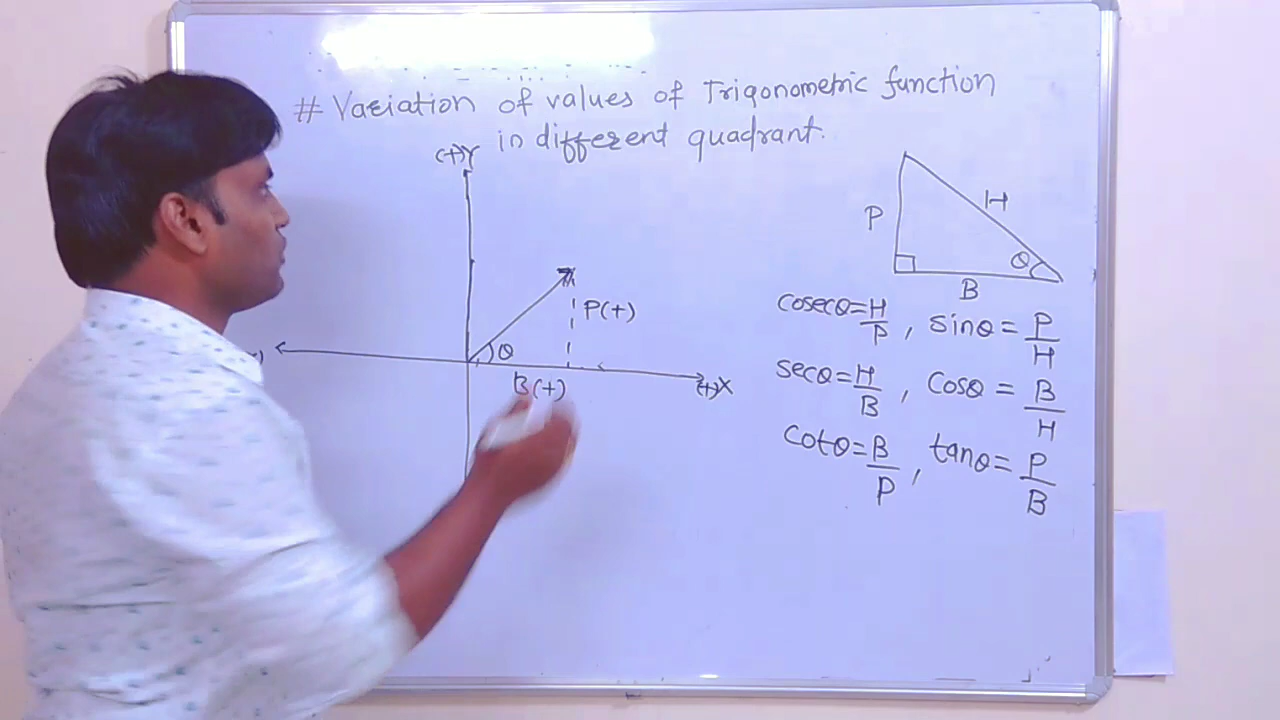 # Variation of values of Trigonometric function
in different quadrant.
(+)Y
P H
θ
B
P(+)
θ
B(+)
(+)X
cosecθ=H/P, sinθ=P/H
secθ=H/B, Cosθ=B/H
cotθ=B/P, tanθ=P/B